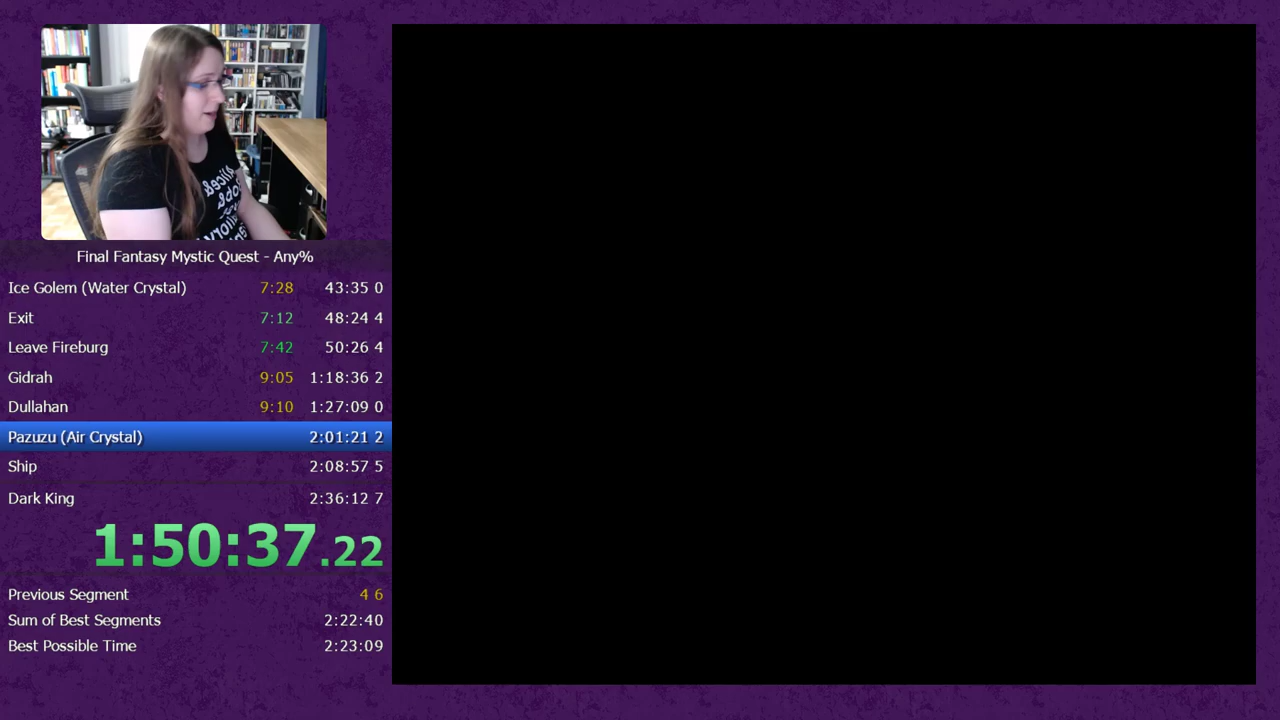 Final Fantasy Mystic Quest - Any%
Ice Golem (Water Crystal) 7:28 43:35 0
Exit 7:12 48:24 4
Leave Fireburg 7:42 50:26 4
Gidrah 9:05 1:18:36 2
Dullahan 9:10 1:27:09 0
Pazuzu (Air Crystal) 2:01:21 2
Ship 2:08:57 5
Dark King 2:36:12 7
1:50:37.22
Previous Segment 4 6
Sum of Best Segments 2:22:40
Best Possible Time 2:23:09